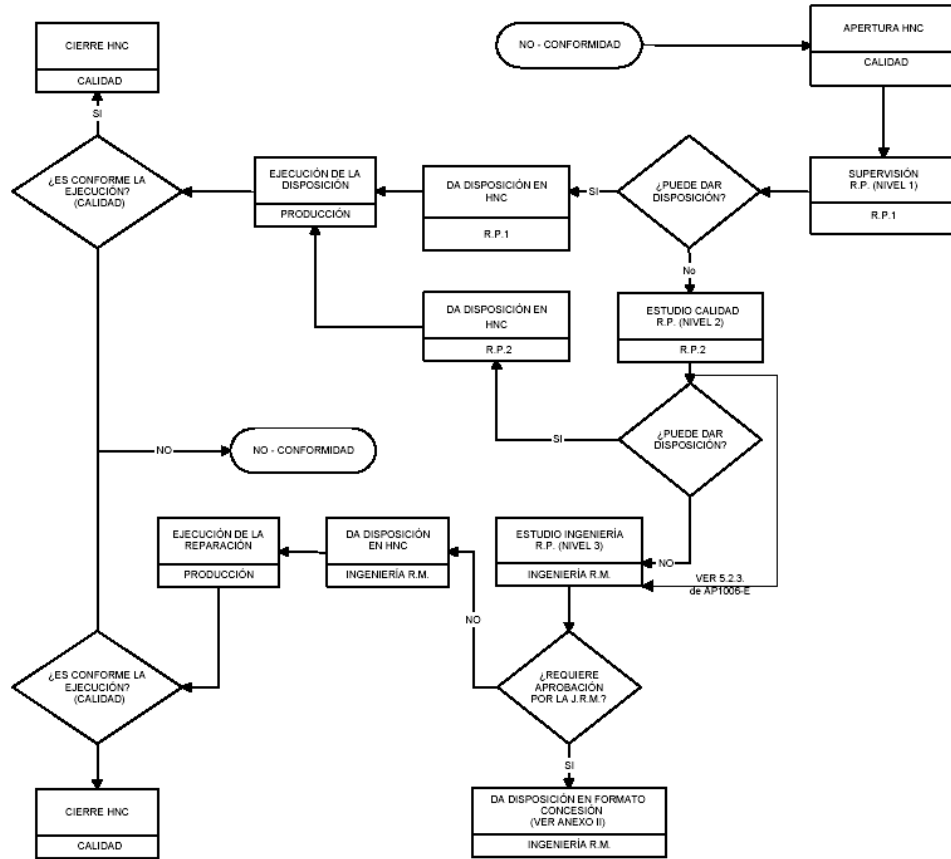 CIERRE HNC
CALIDAD
NO - CONFORMIDAD
APERTURA HNC
CALIDAD
SI
¿ES CONFORME LA
EJECUCIÓN?
(CALIDAD)
EJECUCIÓN DE LA
DISPOSICIÓN
PRODUCCIÓN
DA DISPOSICIÓN EN
HNC
R.P.1
SI
¿PUEDE DAR
DISPOSICIÓN?
SUPERVISIÓN
R.P. (NIVEL 1)
R.P.1
No
DA DISPOSICIÓN EN
HNC
R.P.2
ESTUDIO CALIDAD
R.P. (NIVEL 2)
R.P.2
SI
¿PUEDE DAR
DISPOSICIÓN?
NO
NO - CONFORMIDAD
EJECUCIÓN DE LA
REPARACIÓN
PRODUCCIÓN
DA DISPOSICIÓN
EN HNC
INGENIERÍA R.M.
ESTUDIO INGENIERÍA
R.P. (NIVEL 3)
INGENIERÍA R.M.
NO
VER 5.2.3.
de AP1006-E
NO
¿ES CONFORME LA
EJECUCIÓN?
(CALIDAD)
¿REQUIERE
APROBACIÓN
POR LA J.R.M.?
SI
CIERRE HNC
CALIDAD
DA DISPOSICIÓN EN FORMATO
CONCESIÓN
(VER ANEXO II)
INGENIERÍA R.M.